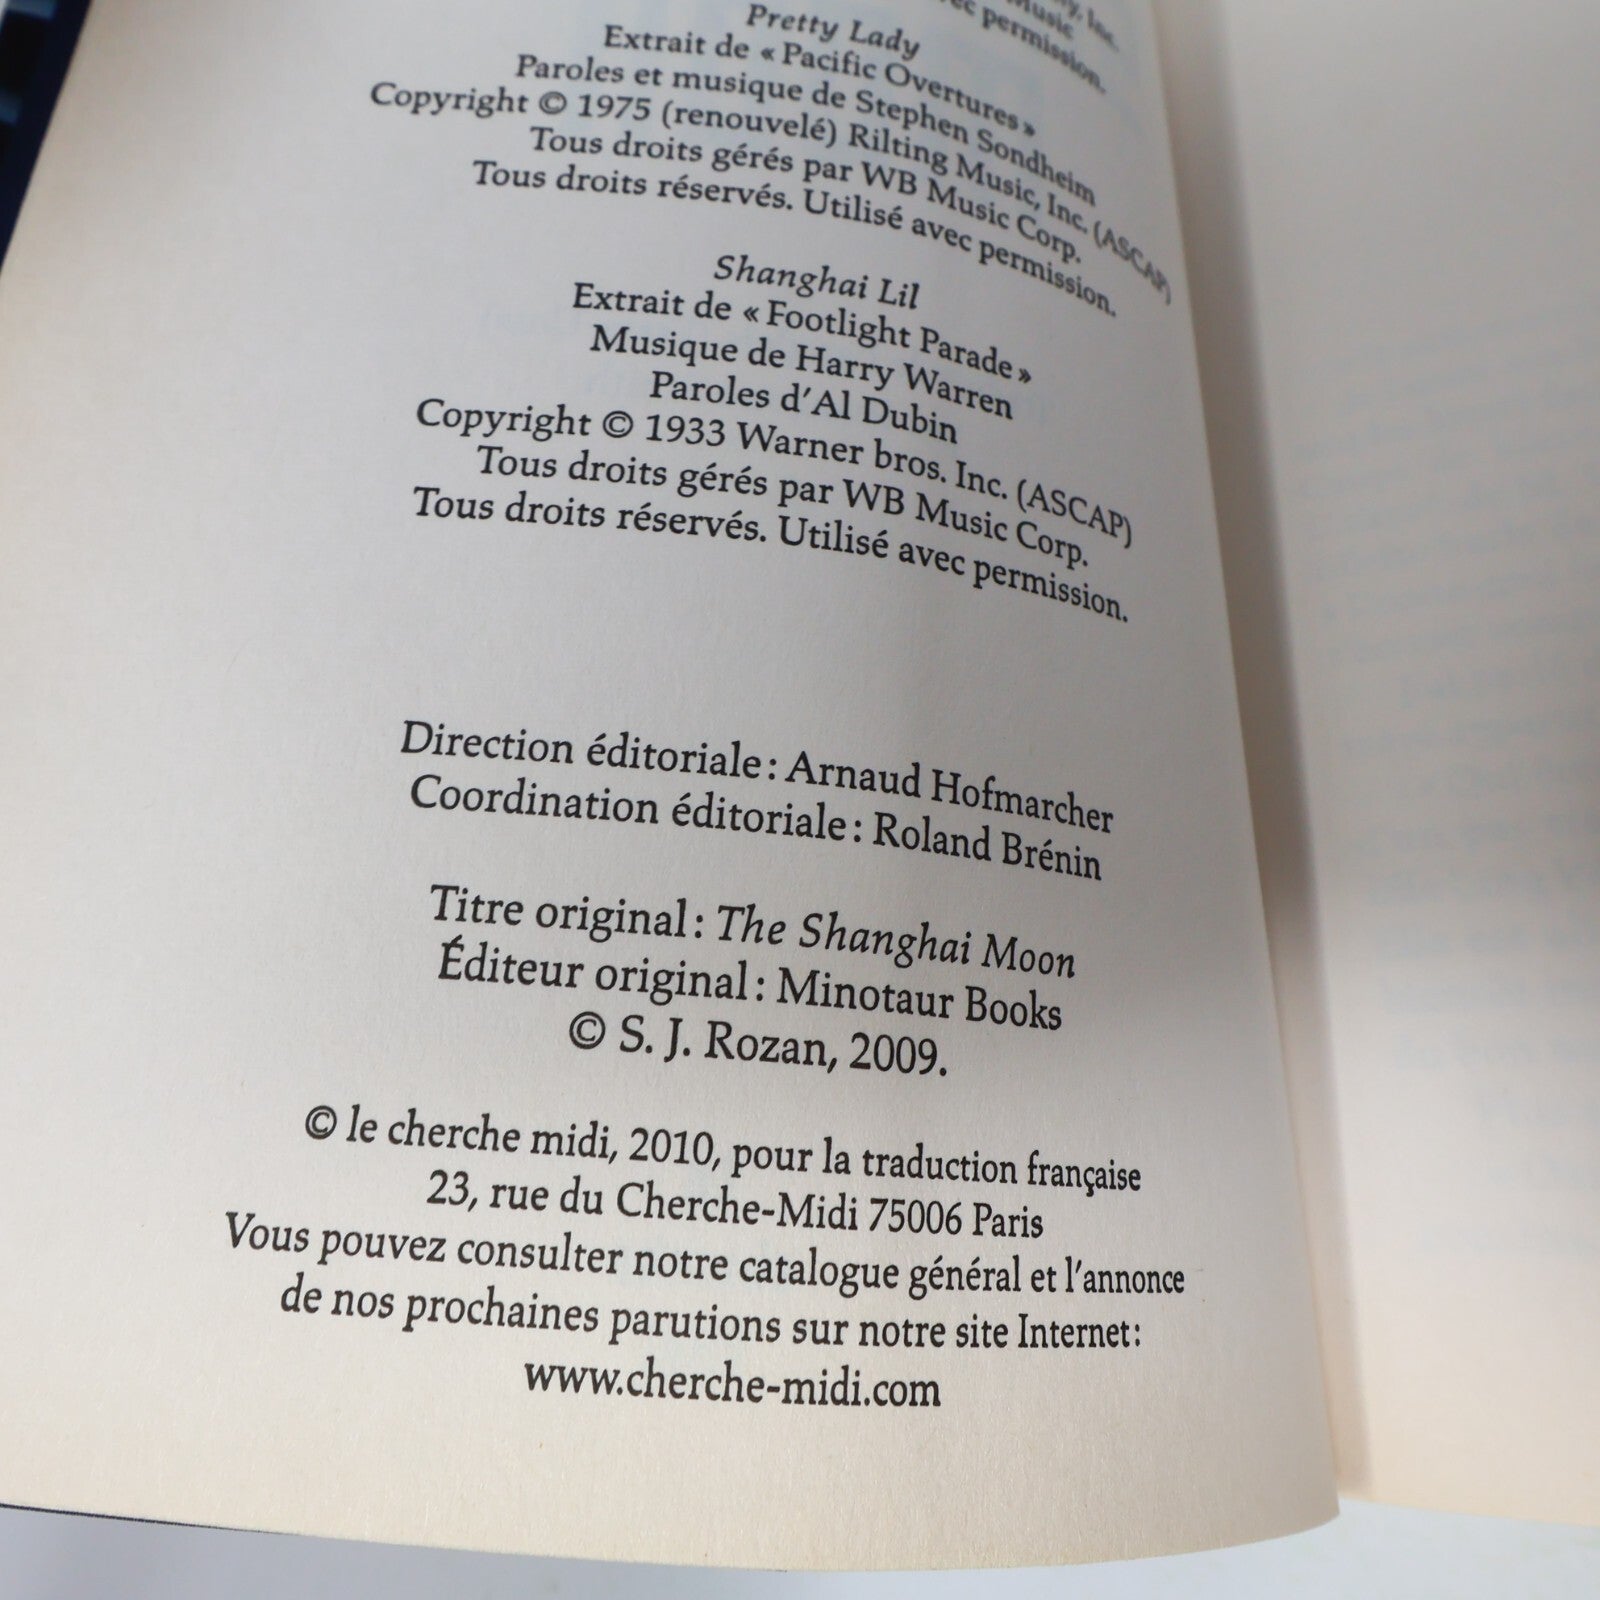 y, Inc.
Music
avec permission.
Pretty Lady
Extrait de « Pacific Overtures »
Paroles et musique de Stephen Sondheim
Copyright © 1975 (renouvelé) Rilting Music, Inc. (ASCAP)
Tous droits gérés par WB Music Corp.
Tous droits réservés. Utilisé avec permission.
Shanghai Lil
Extrait de « Footlight Parade »
Musique de Harry Warren
Paroles d'Al Dubin
Copyright © 1933 Warner bros. Inc. (ASCAP)
Tous droits gérés par WB Music Corp.
Tous droits réservés. Utilisé avec permission.
Direction éditoriale : Arnaud Hofmarcher
Coordination éditoriale : Roland Brénin
Titre original : The Shanghai Moon
Éditeur original : Minotaur Books
© S. J. Rozan, 2009.
© le cherche midi, 2010, pour la traduction française
23, rue du Cherche-Midi 75006 Paris
Vous pouvez consulter notre catalogue général et l'annonce
de nos prochaines parutions sur notre site Internet :
www.cherche-midi.com